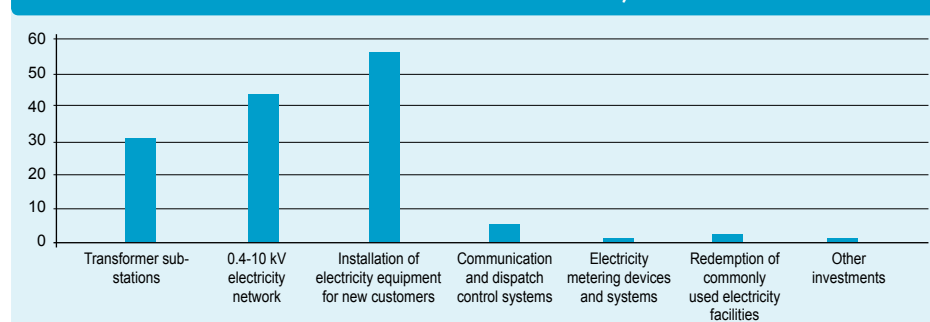 60
50
40
30
20
10
0
Transformer sub-
stations
0.4-10 kV
electricity
network
Installation of
electricity equipment
for new customers
Communication
and dispatch
control systems
Electricity
metering devices
and systems
Redemption of
commonly
used electricity
facilities
Other
investments